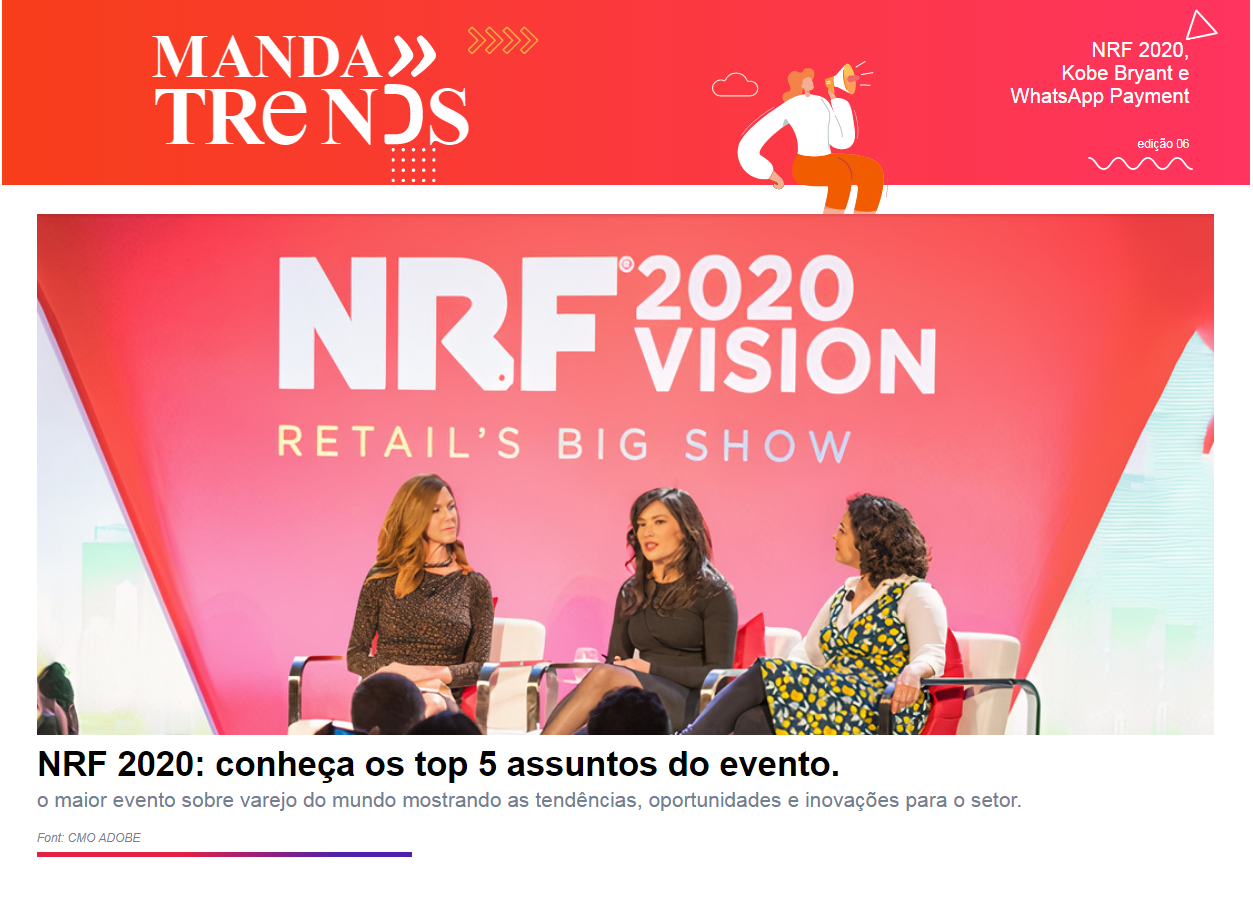 MANDA
TReNDS
NRF 2020,
Kobe Bryant e
WhatsApp Payment
edição 06
NRF® 2020
VISION
RETAIL'S BIG SHOW
NRF 2020: conheça os top 5 assuntos do evento.
o maior evento sobre varejo do mundo mostrando as tendências, oportunidades e inovações para o setor.
Font: CMO ADOBE